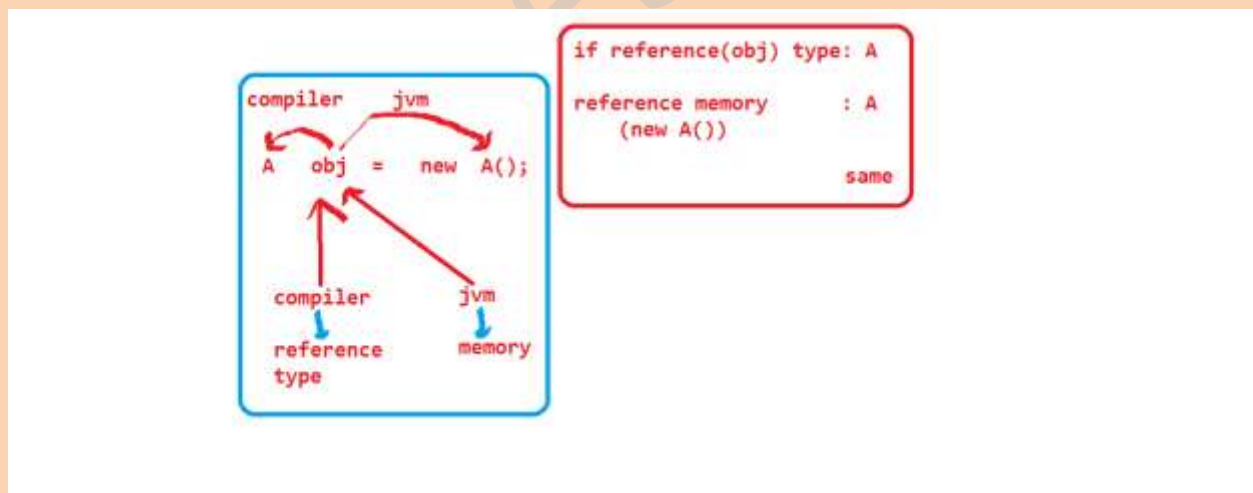 compiler jvm
A obj = new A();
compiler jvm
reference memory
type
if reference(obj) type: A
reference memory : A
(new A())
same